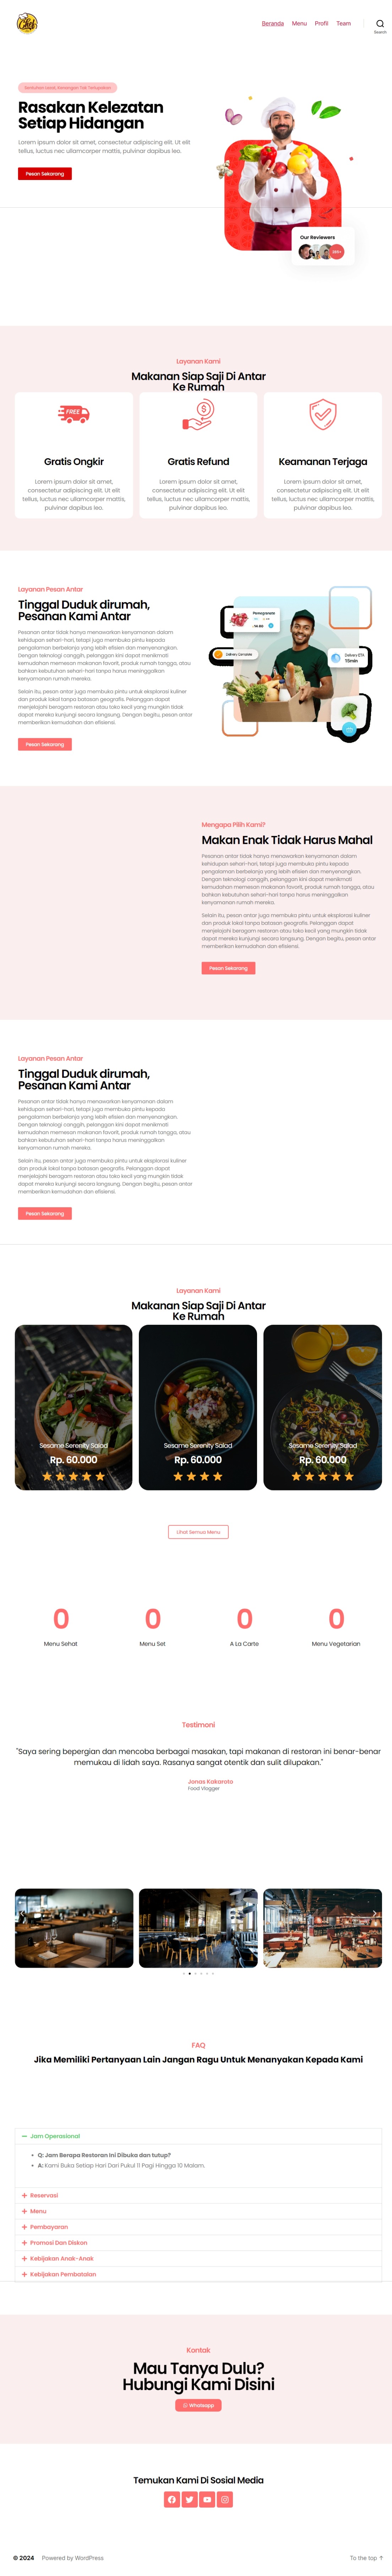 Beranda Menu Profil Team
Search
Rasakan Kelezatan
Setiap Hidangan
Lorem ipsum dolor sit amet, consectetur adipiscing elit. Ut elit
tellus, luctus nec ullamcorper mattis, pulvinar dapibus leo.
Pesan Sekarang
Our Reviewers
Layanan Kami
Makanan Siap Saji Di Antar
Ke Rumah
FREE
Gratis Ongkir
Lorem ipsum dolor sit amet,
consectetur adipiscing elit. Ut elit
tellus, luctus nec ullamcorper mattis,
pulvinar dapibus leo.
Gratis Refund
Lorem ipsum dolor sit amet,
consectetur adipiscing elit. Ut elit
tellus, luctus nec ullamcorper mattis,
pulvinar dapibus leo.
Keamanan Terjaga
Lorem ipsum dolor sit amet,
consectetur adipiscing elit. Ut elit
tellus, luctus nec ullamcorper mattis,
pulvinar dapibus leo.
Layanan Pesan Antar
Tinggal Duduk dirumah,
Pesanan Kami Antar
Pesanan antar tidak hanya menawarkan kenyamanan dalam
kehidupan sehari-hari, tetapi juga membuka pintu kepada
pengalaman berbelanja yang lebih efisien dan menyenangkan.
Dengan teknologi canggih, pelanggan kini dapat menikmati
kemudahan memesan makanan favorit, produk rumah tangga, atau
bahkan kebutuhan sehari-hari tanpa harus meninggalkan
kenyamanan rumah mereka.
Selain itu, pesan antar juga membuka pintu untuk eksplorasi kuliner
dan produk lokal tanpa batasan geografis. Pelanggan dapat
menjelajahi beragam restoran atau toko kecil yang mungkin tidak
dapat mereka kunjungi secara langsung. Dengan begitu, pesan antar
memberikan kemudahan dan efisiensi.
Pesan Sekarang
Pomegranate
Delivery Complete
Delivery ETA
10min
Mengapa Pilih Kami?
Makan Enak Tidak Harus Mahal
Pesanan antar tidak hanya menawarkan kenyamanan dalam
kehidupan sehari-hari, tetapi juga membuka pintu kepada
pengalaman berbelanja yang lebih efisien dan menyenangkan.
Dengan teknologi canggih, pelanggan kini dapat menikmati
kemudahan memesan makanan favorit, produk rumah tangga, atau
bahkan kebutuhan sehari-hari tanpa harus meninggalkan
kenyamanan rumah mereka.
Selain itu, pesan antar juga membuka pintu untuk eksplorasi kuliner
dan produk lokal tanpa batasan geografis. Pelanggan dapat
menjelajahi beragam restoran atau toko kecil yang mungkin tidak
dapat mereka kunjungi secara langsung. Dengan begitu, pesan antar
memberikan kemudahan dan efisiensi.
Pesan Sekarang
Layanan Pesan Antar
Tinggal Duduk dirumah,
Pesanan Kami Antar
Pesanan antar tidak hanya menawarkan kenyamanan dalam
kehidupan sehari-hari, tetapi juga membuka pintu kepada
pengalaman berbelanja yang lebih efisien dan menyenangkan.
Dengan teknologi canggih, pelanggan kini dapat menikmati
kemudahan memesan makanan favorit, produk rumah tangga, atau
bahkan kebutuhan sehari-hari tanpa harus meninggalkan
kenyamanan rumah mereka.
Selain itu, pesan antar juga membuka pintu untuk eksplorasi kuliner
dan produk lokal tanpa batasan geografis. Pelanggan dapat
menjelajahi beragam restoran atau toko kecil yang mungkin tidak
dapat mereka kunjungi secara langsung. Dengan begitu, pesan antar
memberikan kemudahan dan efisiensi.
Pesan Sekarang
Layanan Kami
Makanan Siap Saji Di Antar
Ke Rumah
Sesame Serenity Salad
Rp. 60.000
Sesame Serenity Salad
Rp. 60.000
Sesame Serenity Salad
Rp. 60.000
Lihat Semua Menu
0 0 0 0
Menu Sehat Menu Set A La Carte Menu Vegetarian
Testimoni
"Saya sering bepergian dan mencoba berbagai masakan, tapi makanan di restoran ini benar-benar
memukau di lidah saya. Rasanya sangat otentik dan sulit dilupakan."
Jonas Kakaroto
Food Vlogger
FAQ
Jika Memiliki Pertanyaan Lain Jangan Ragu Untuk Menanyakan Kepada Kami
Jam Operasional
Q: Jam Berapa Restoran Ini Dibuka dan tutup?
A: Kami Buka Setiap Hari Dari Pukul 11 Pagi Hingga 10 Malam.
Reservasi
Menu
Pembayaran
Promosi Dan Diskon
Kebijakan Anak-Anak
Kebijakan Pembatalan
Kontak
Mau Tanya Dulu?
Hubungi Kami Disini
Whatsapp
Temukan Kami Di Sosial Media
© 2024 Powered by WordPress
To the top ↑